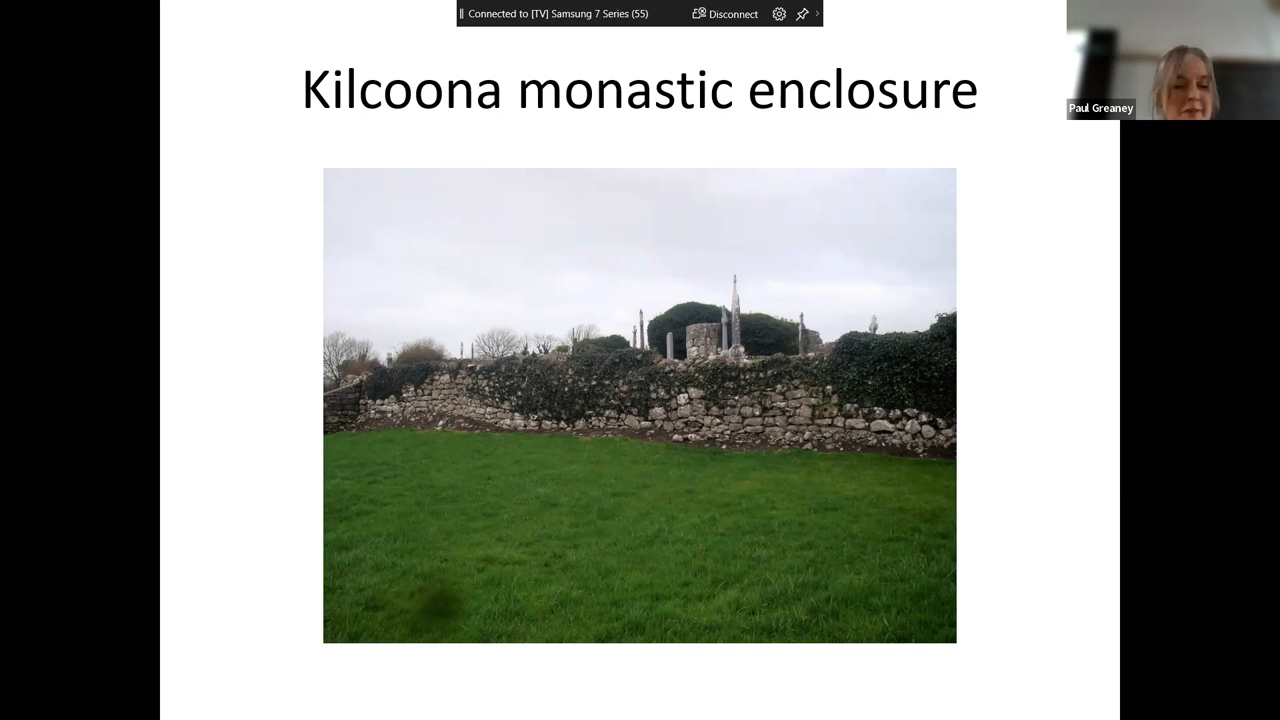 Connected to [TV] Samsung 7 Series (55)
Disconnect
Kilcoona monastic enclosure
Paul Greaney